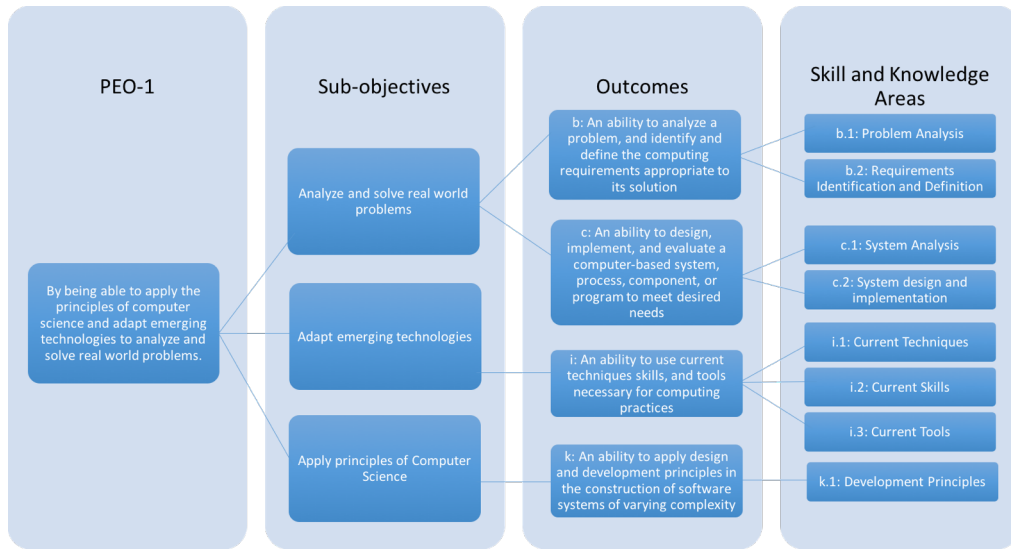 PEO-1
By being able to apply the
principles of computer
science and adapt emerging
technologies to analyze and
solve real world problems.
Sub-objectives
Analyze and solve real world
problems
Adapt emerging technologies
Apply principles of Computer
Science
Outcomes
b: An ability to analyze a
problem, and identify and
define the computing
requirements appropriate to
its solution
c: An ability to design,
implement, and evaluate a
computer-based system,
process, component, or
program to meet desired
needs
i: An ability to use current
techniques skills, and tools
necessary for computing
practices
k: An ability to apply design
and development principles in
the construction of software
systems of varying complexity
Skill and Knowledge
Areas
b.1: Problem Analysis
b.2: Requirements
Identification and Definition
c.1: System Analysis
c.2: System design and
implementation
i.1: Current Techniques
i.2: Current Skills
i.3: Current Tools
k.1: Development Principles